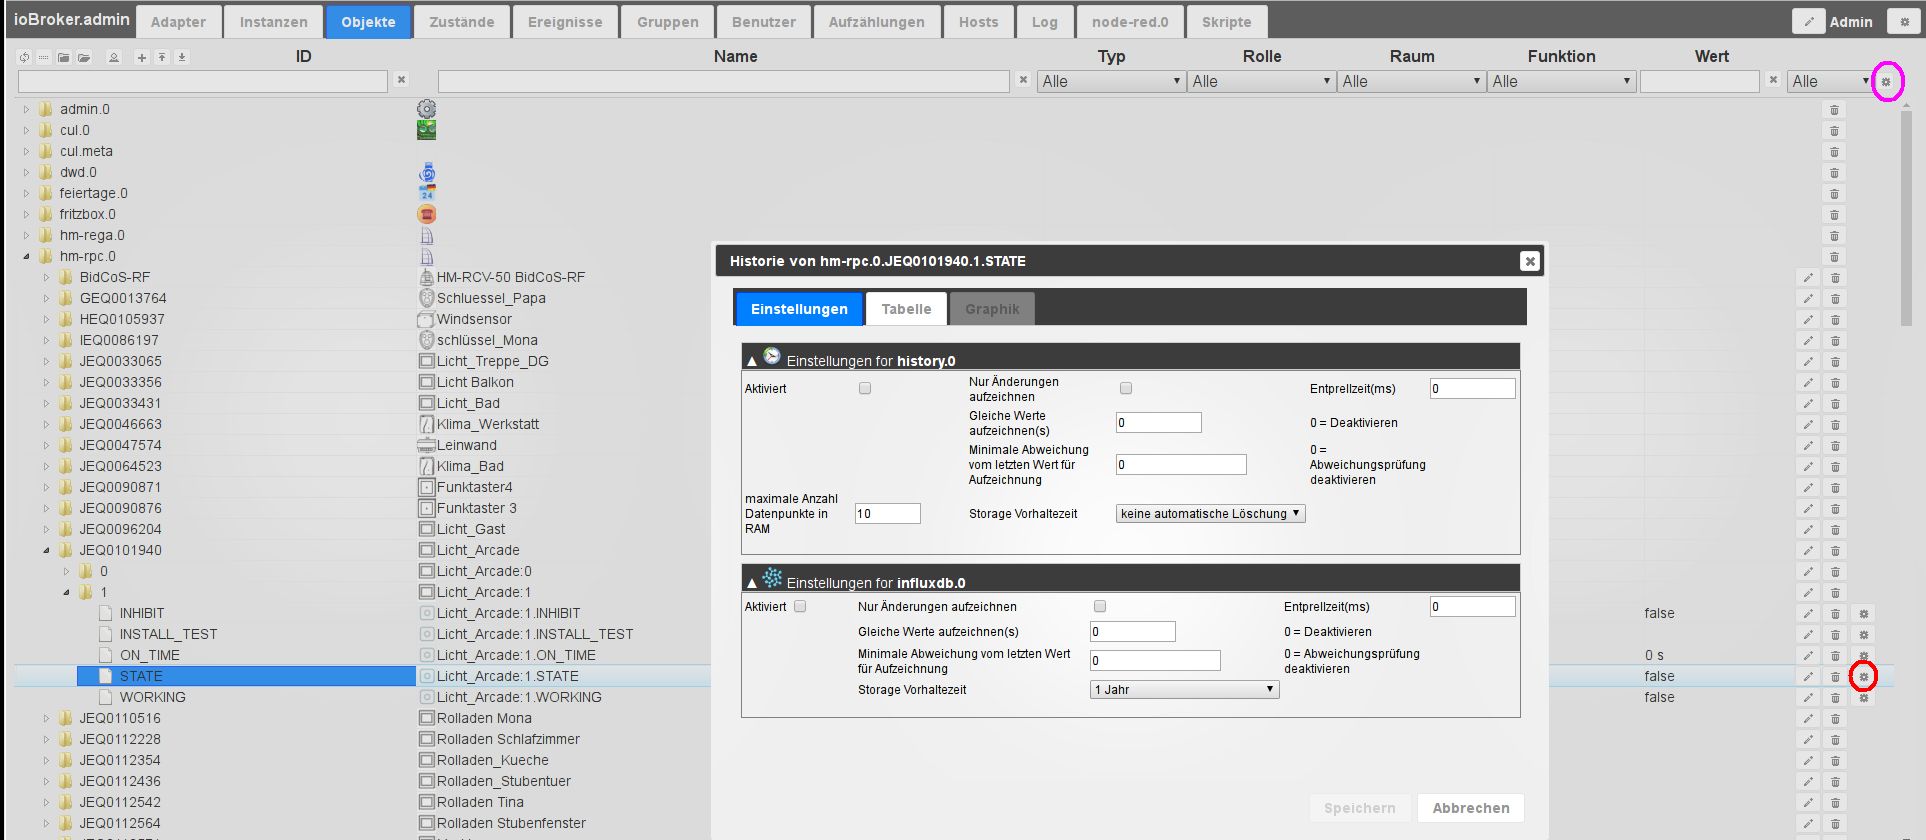 ioBroker.admin Adapter Instanzen Objekte Zustände Ereignisse Gruppen Benutzer Aufzählungen Hosts Log node-red.0 Skripte Admin
ID Name Typ Rolle Raum Funktion Wert
Alle Alle Alle Alle Alle
admin.0
cul.0
cul.meta
dwd.0
feiertage.0 24
fritzbox.0
hm-rega.0
hm-rpc.0
BidCoS-RF HM-RCV-50 BidCoS-RF
GEQ0013764 Schluessel_Papa
HEQ0105937 Windsensor
IEQ0086197 schlüssel_Mona
JEQ0033065 Licht_Treppe_DG
JEQ0033356 Licht Balkon
JEQ0033431 Licht_Bad
JEQ0046663 Klima_Werkstatt
JEQ0047574 Leinwand
JEQ0064523 Klima_Bad
JEQ0090871 Funktaster4
JEQ0090876 Funktaster 3
JEQ0096204 Licht_Gast
JEQ0101940 Licht_Arcade
0 Licht_Arcade:0
1 Licht_Arcade:1
INHIBIT Licht_Arcade:1.INHIBIT false
INSTALL_TEST Licht_Arcade:1.INSTALL_TEST
ON_TIME Licht_Arcade:1.ON_TIME 0 s
STATE Licht_Arcade:1.STATE false
WORKING Licht_Arcade:1.WORKING false
JEQ0110516 Rolladen Mona
JEQ0112228 Rolladen Schlafzimmer
JEQ0112354 Rolladen_Kueche
JEQ0112436 Rolladen_Stubentuer
JEQ0112542 Rolladen Tina
JEQ0112564 Rolladen Stubenfenster
Historie von hm-rpc.0.JEQ0101940.1.STATE
Einstellungen Tabelle Graphik
Einstellungen for history.0
Aktiviert
Nur Änderungen
aufzeichnen
Entprellzeit(ms) 0
Gleiche Werte
aufzeichnen(s)
0
0 = Deaktivieren
Minimale Abweichung
vom letzten Wert für
Aufzeichnung
0
0 =
Abweichungsprüfung
deaktivieren
maximale Anzahl
Datenpunkte in
RAM
10
Storage Vorhaltezeit keine automatische Löschung
Einstellungen for influxdb.0
Aktiviert Nur Änderungen aufzeichnen Entprellzeit(ms) 0
Gleiche Werte aufzeichnen(s) 0 0 = Deaktivieren
Minimale Abweichung vom letzten Wert
für Aufzeichnung
0
0 = Abweichungsprüfung
deaktivieren
Storage Vorhaltezeit 1 Jahr
Speichern Abbrechen